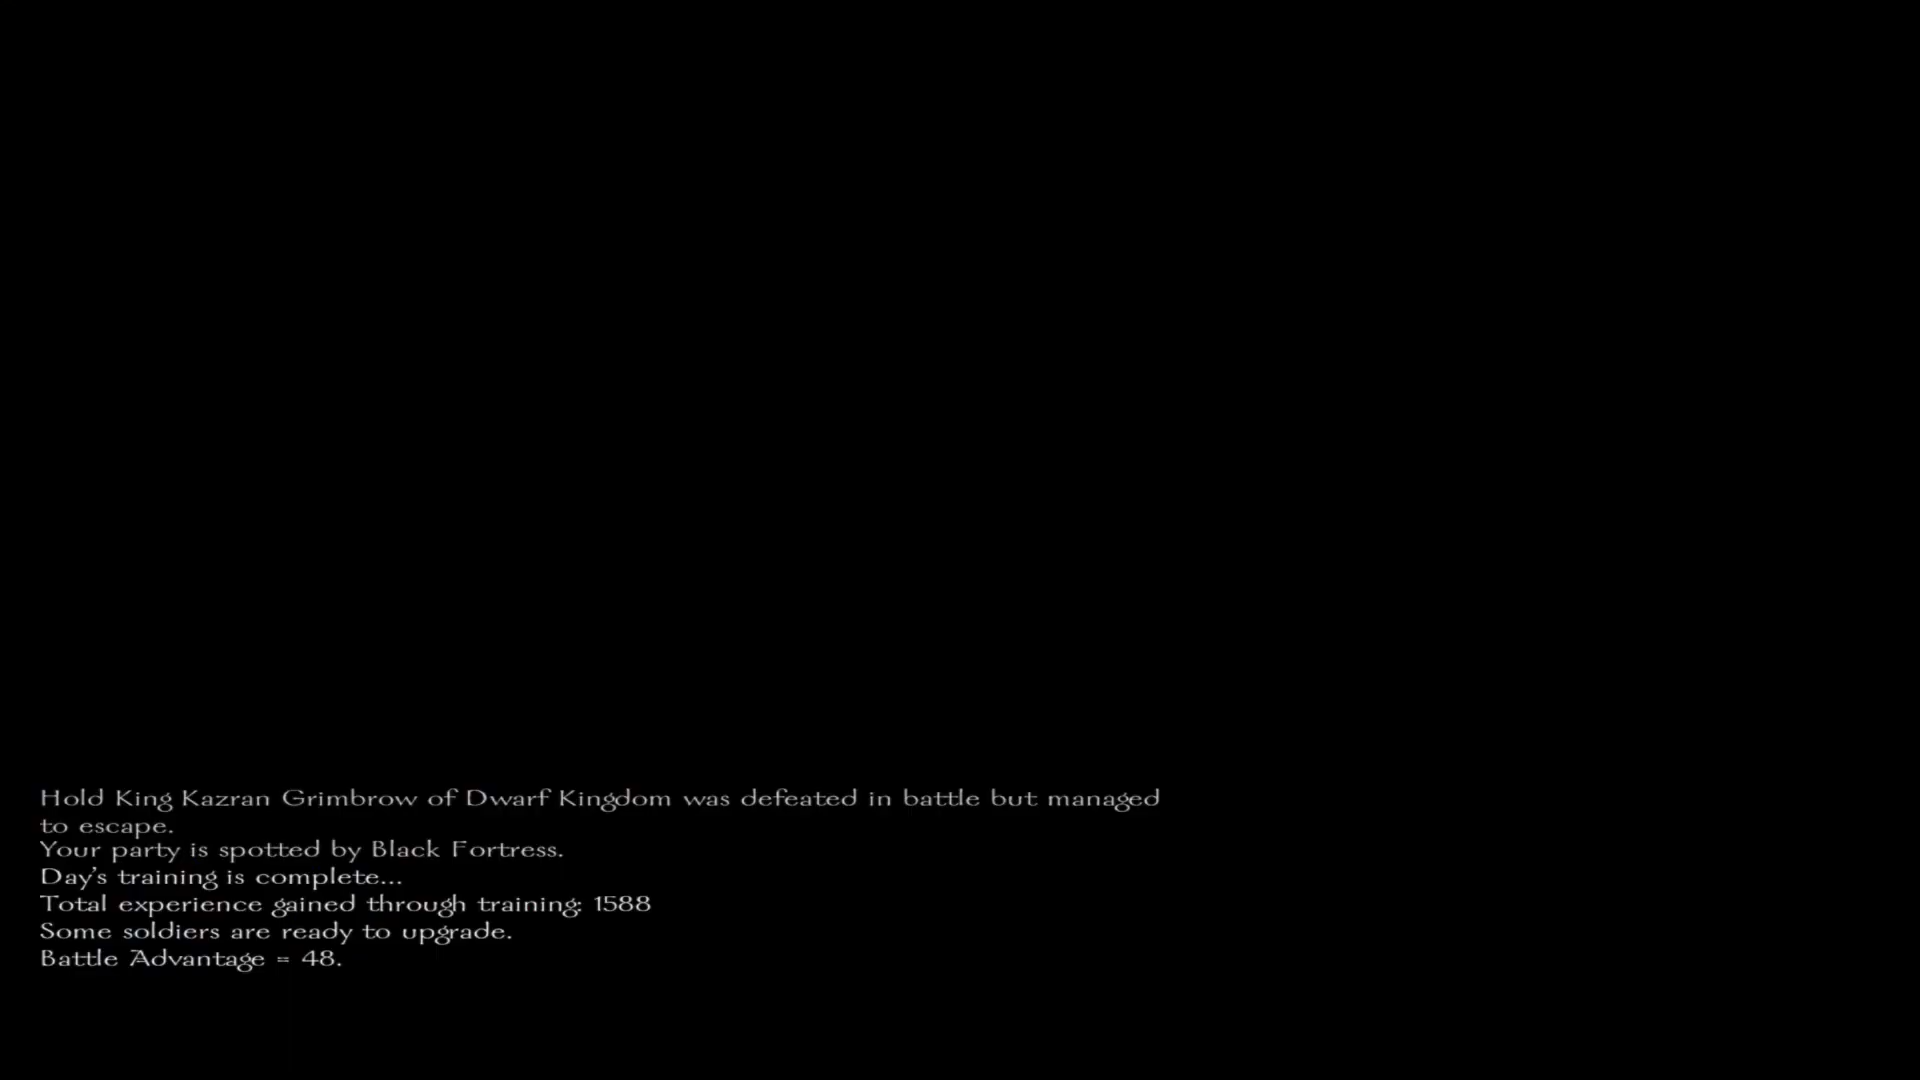 Hold King Kazran Grimbrow of Dwarf Kingdom was defeated in battle but managed
to escape.
Your party is spotted by Black Fortress.
Day's training is complete...
Total experience gained through training: 1588
Some soldiers are ready to upgrade.
Battle Advantage = 48.